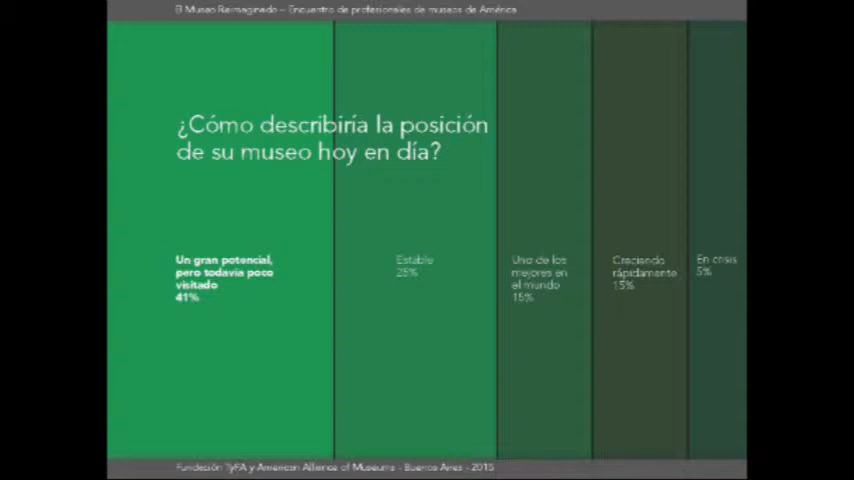 El Museo Reimaginado – Encuentro de profesionales de museos de América
¿Cómo describiría la posición
de su museo hoy en día?
Un gran potencial,
pero todavía poco
visitado
41%
Estable
25%
Uno de los
mejores en
el mundo
15%
Creciendo
rápidamente
15%
En crisis
5%
Fundación TyPA y American Alliance of Museums - Buenos Aires - 2015